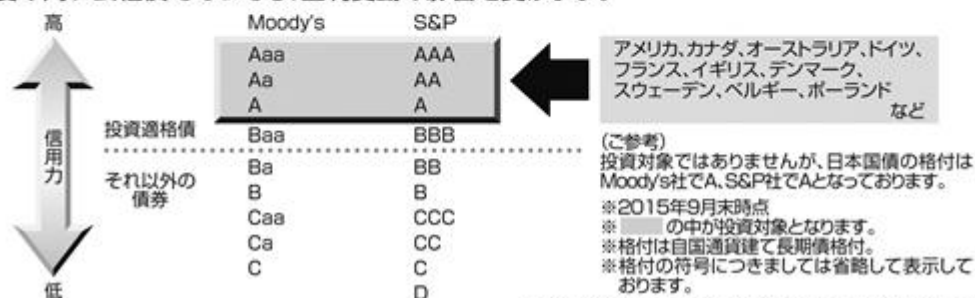 高
Moody's S&P
Aaa AAA
Aa AA
A A
投資適格債 Baa BBB
Ba BB
それ以外の
債券
B B
Caa CCC
Ca CC
C C
D
信用力
低
アメリカ、カナダ、オーストラリア、ドイツ、
フランス、イギリス、デンマーク、
スウェーデン、ベルギー、ポーランド
など
(ご参考)
投資対象ではありませんが、日本国債の格付は
Moody's社でA、S&P社でAとなっております。
※2015年9月末時点
※ の中が投資対象となります。
※格付は自国通貨建て長期債格付。
※格付の符号につきましては省略して表示して
おります。